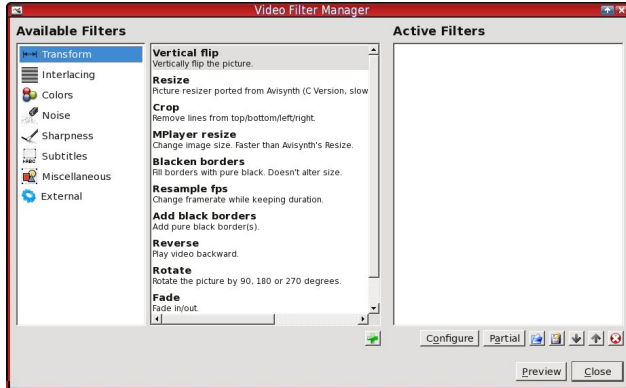 Video Filter Manager
Available Filters
Active Filters
Transform
Interlacing
Colors
Noise
Sharpness
Subtitles
Miscellaneous
External
Vertical flip
Vertically flip the picture.
Resize
Picture resizer ported from Avisynth (C Version, slow
Crop
Remove lines from top/bottom/left/right.
MPlayer resize
Change image size. Faster than Avisynth's Resize.
Blacken borders
Fill borders with pure black. Doesn't alter size.
Resample fps
Change framerate while keeping duration.
Add black borders
Add pure black border(s).
Reverse
Play video backward.
Rotate
Rotate the picture by 90, 180 or 270 degrees.
Fade
Fade in/out.
Configure Partial
Preview Close